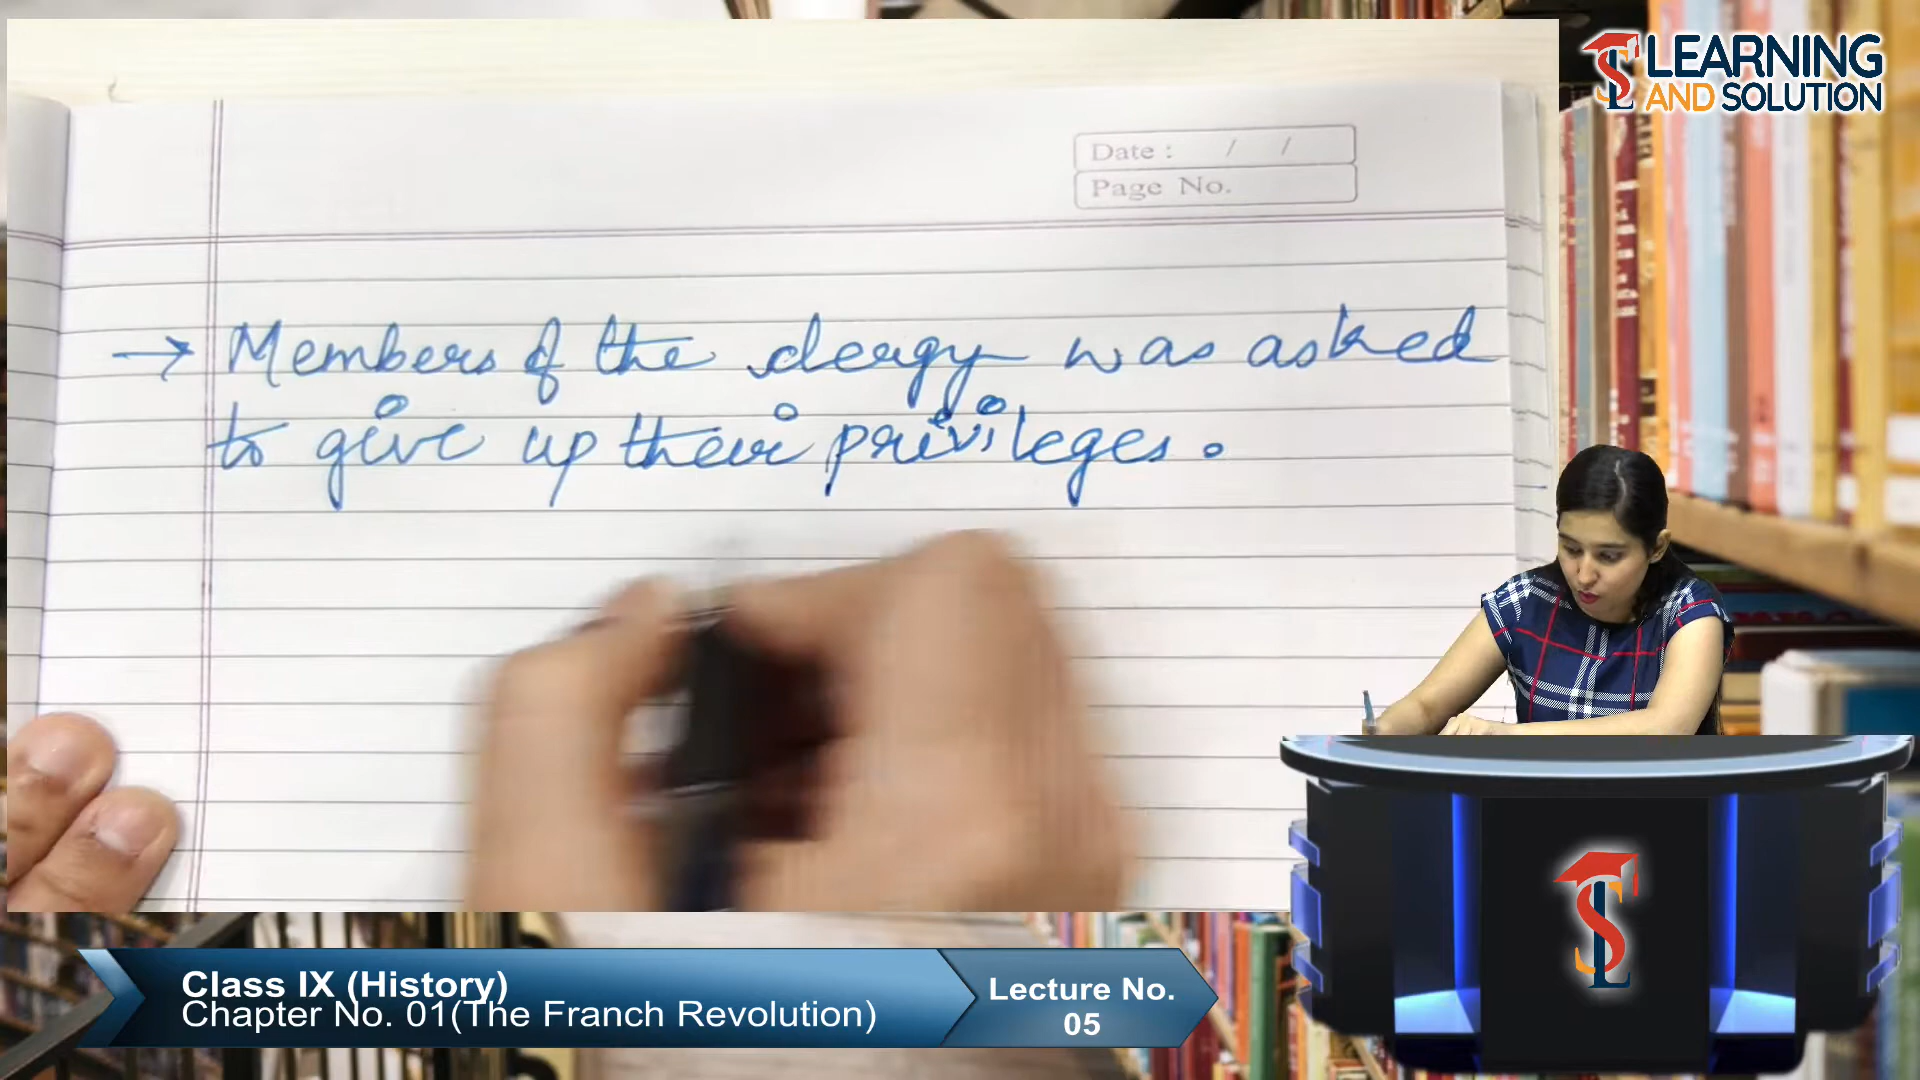 LEARNING
AND SOLUTION
Date : / /
Page No.
→ Members of the clergy was asked
to give up their privileges.
Class IX (History)
Chapter No. 01(The Franch Revolution)
Lecture No.
05